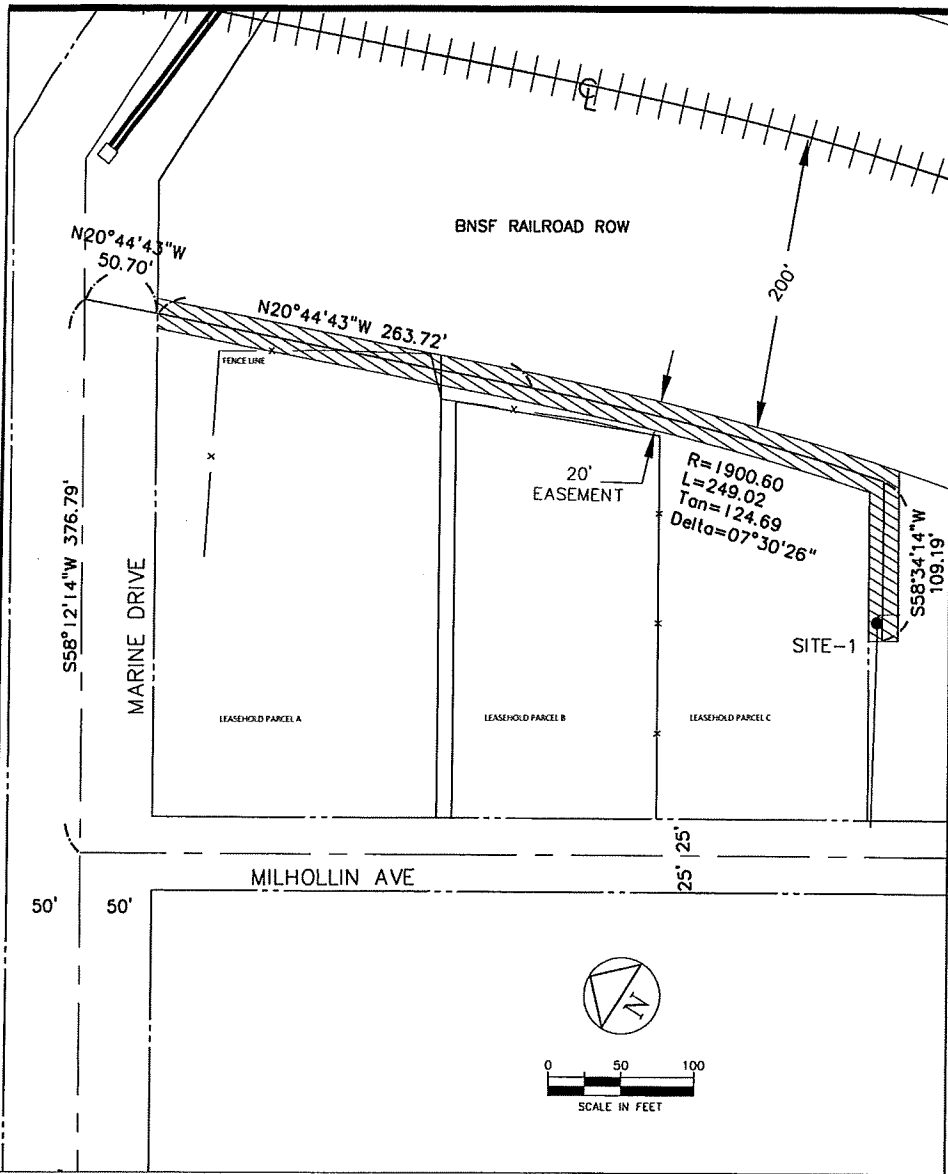 ℄
BNSF RAILROAD ROW
200'
N20°44'43"W
50.70'
N20°44'43"W 263.72'
FENCE LINE
20'
EASEMENT
R=1900.60
L=249.02
Tan=124.69
Delta=07°30'26"
S58°34'14"W
109.19'
SITE-1
S58°12'14"W 376.79'
MARINE DRIVE
LEASEHOLD PARCEL A
LEASEHOLD PARCEL B
LEASEHOLD PARCEL C
25'
25'
MILHOLLIN AVE
50'
50'
N
0 50 100
SCALE IN FEET